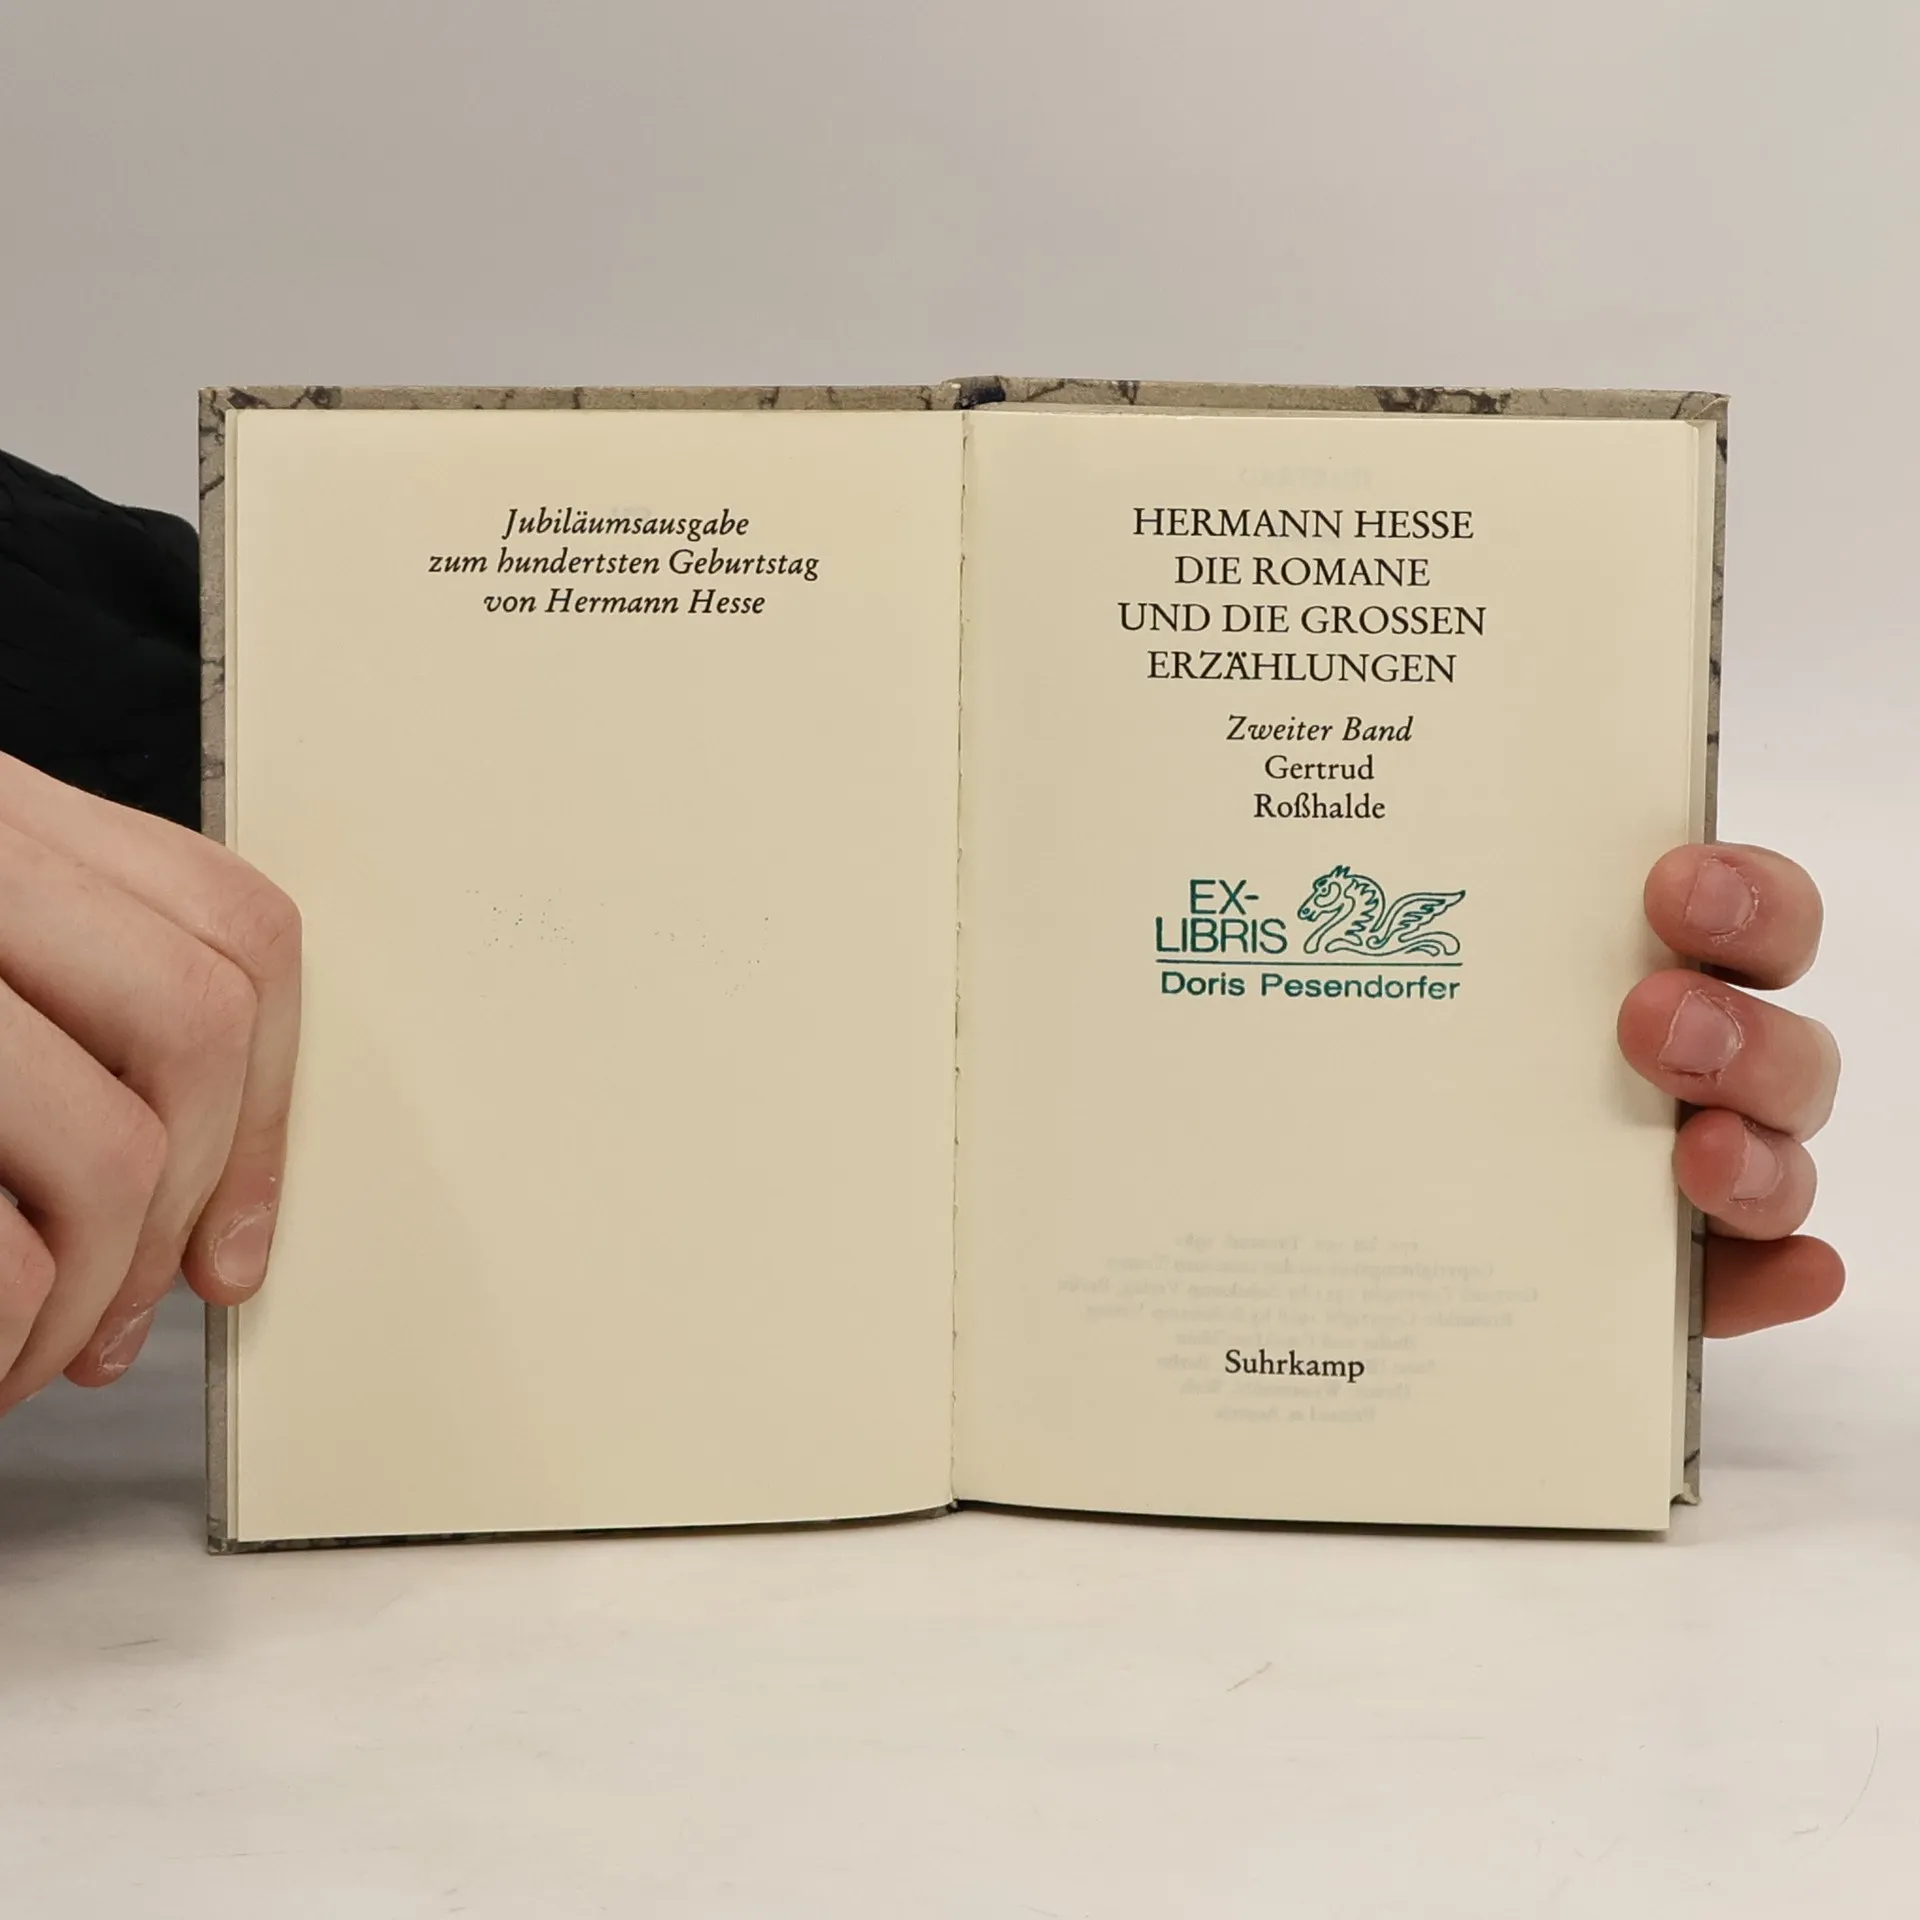 Jubiläumsausgabe
zum hundertsten Geburtstag
von Hermann Hesse
HERMANN HESSE
DIE ROMANE
UND DIE GROSSEN
ERZÄHLUNGEN
Zweiter Band
Gertrud
Roßhalde
EX-
LIBRIS
Doris Pesendorfer
Suhrkamp